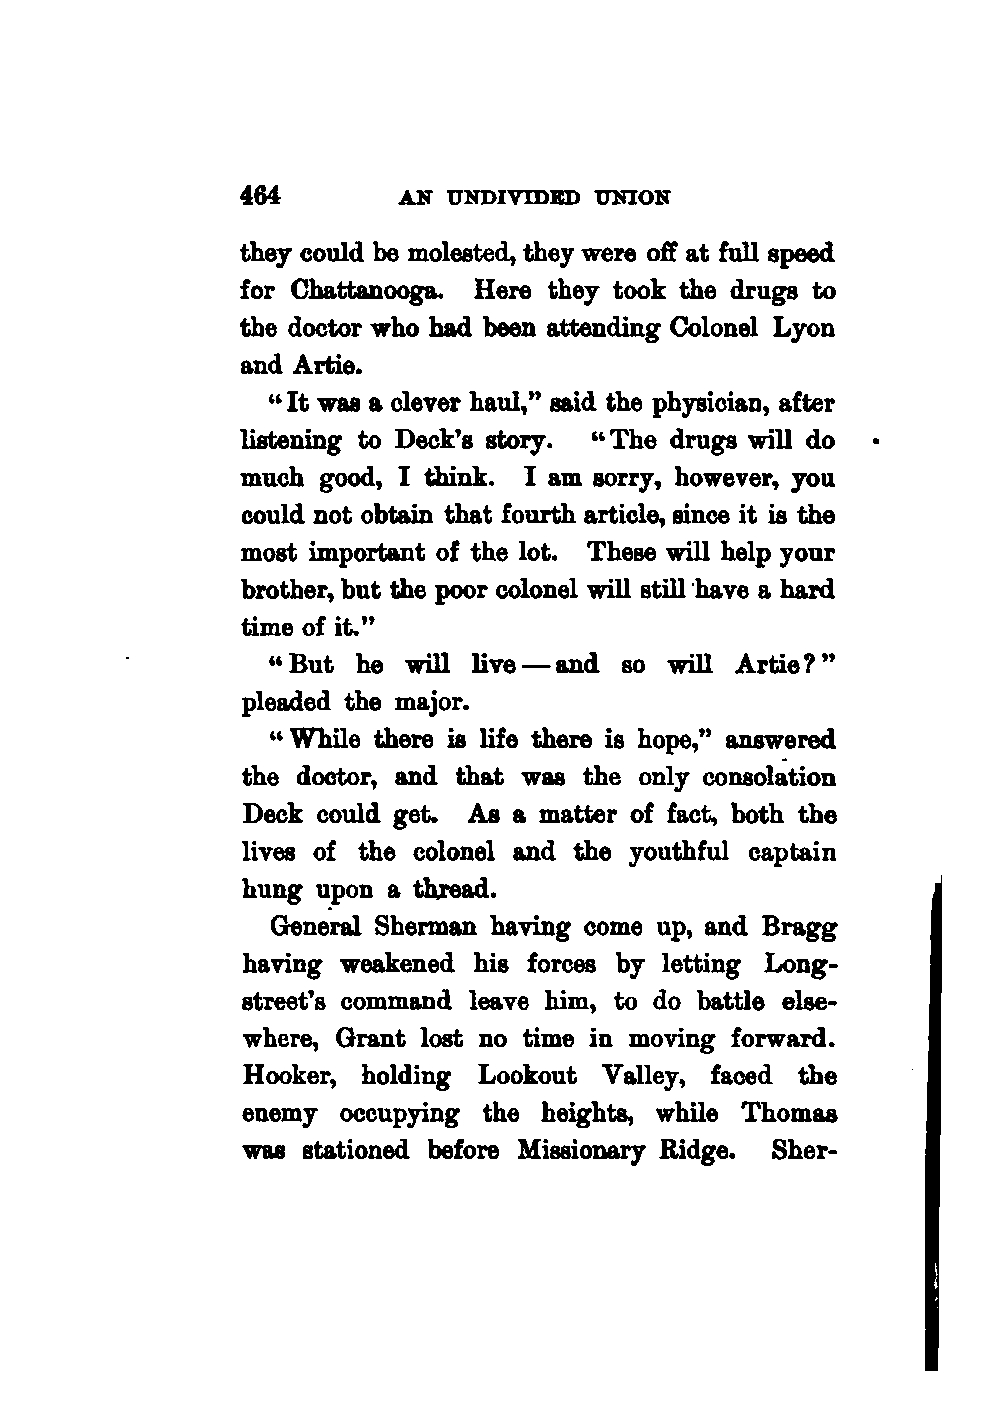 464 AN UNDIVIDED UNION
they could be molested, they were off at full speed
for Chattanooga. Here they took the drugs to
the doctor who had been attending Colonel Lyon
and Artie.
“It was a clever haul,” said the physician, after
listening to Deck’s story. “The drugs will do
much good, I think. I am sorry, however, you
could not obtain that fourth article, since it is the
most important of the lot. These will help your
brother, but the poor colonel will still have a hard
time of it.”
“But he will live — and so will Artie?”
pleaded the major.
“While there is life there is hope,” answered
the doctor, and that was the only consolation
Deck could get. As a matter of fact, both the
lives of the colonel and the youthful captain
hung upon a thread.
General Sherman having come up, and Bragg
having weakened his forces by letting Long-
street’s command leave him, to do battle else-
where, Grant lost no time in moving forward.
Hooker, holding Lookout Valley, faced the
enemy occupying the heights, while Thomas
was stationed before Missionary Ridge. Sher-